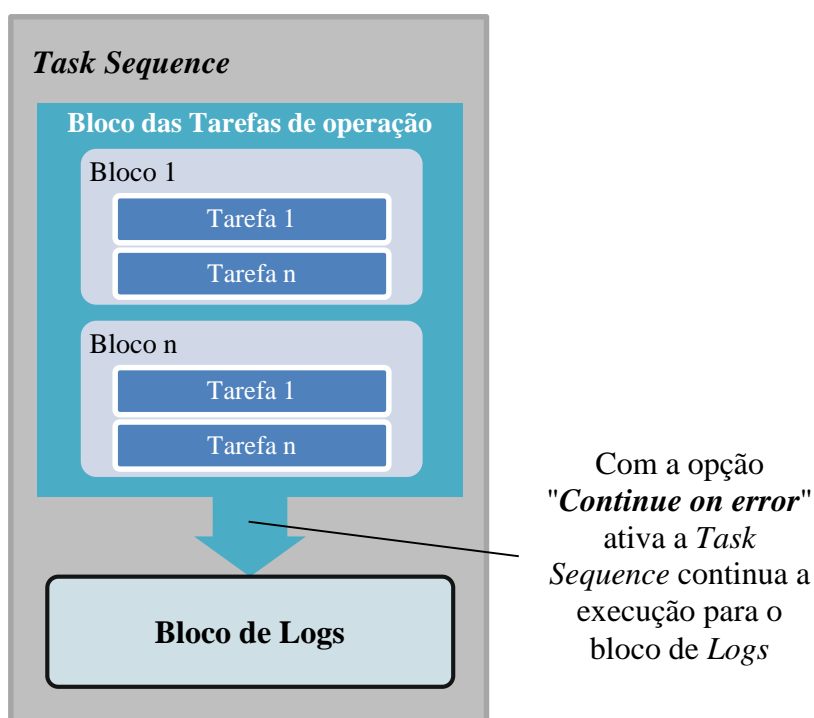 Task Sequence
Bloco das Tarefas de operação
Bloco 1
Tarefa 1
Tarefa n
Bloco n
Tarefa 1
Tarefa n
Com a opção
"Continue on error"
ativa a Task
Sequence continua a
execução para o
bloco de Logs
Bloco de Logs